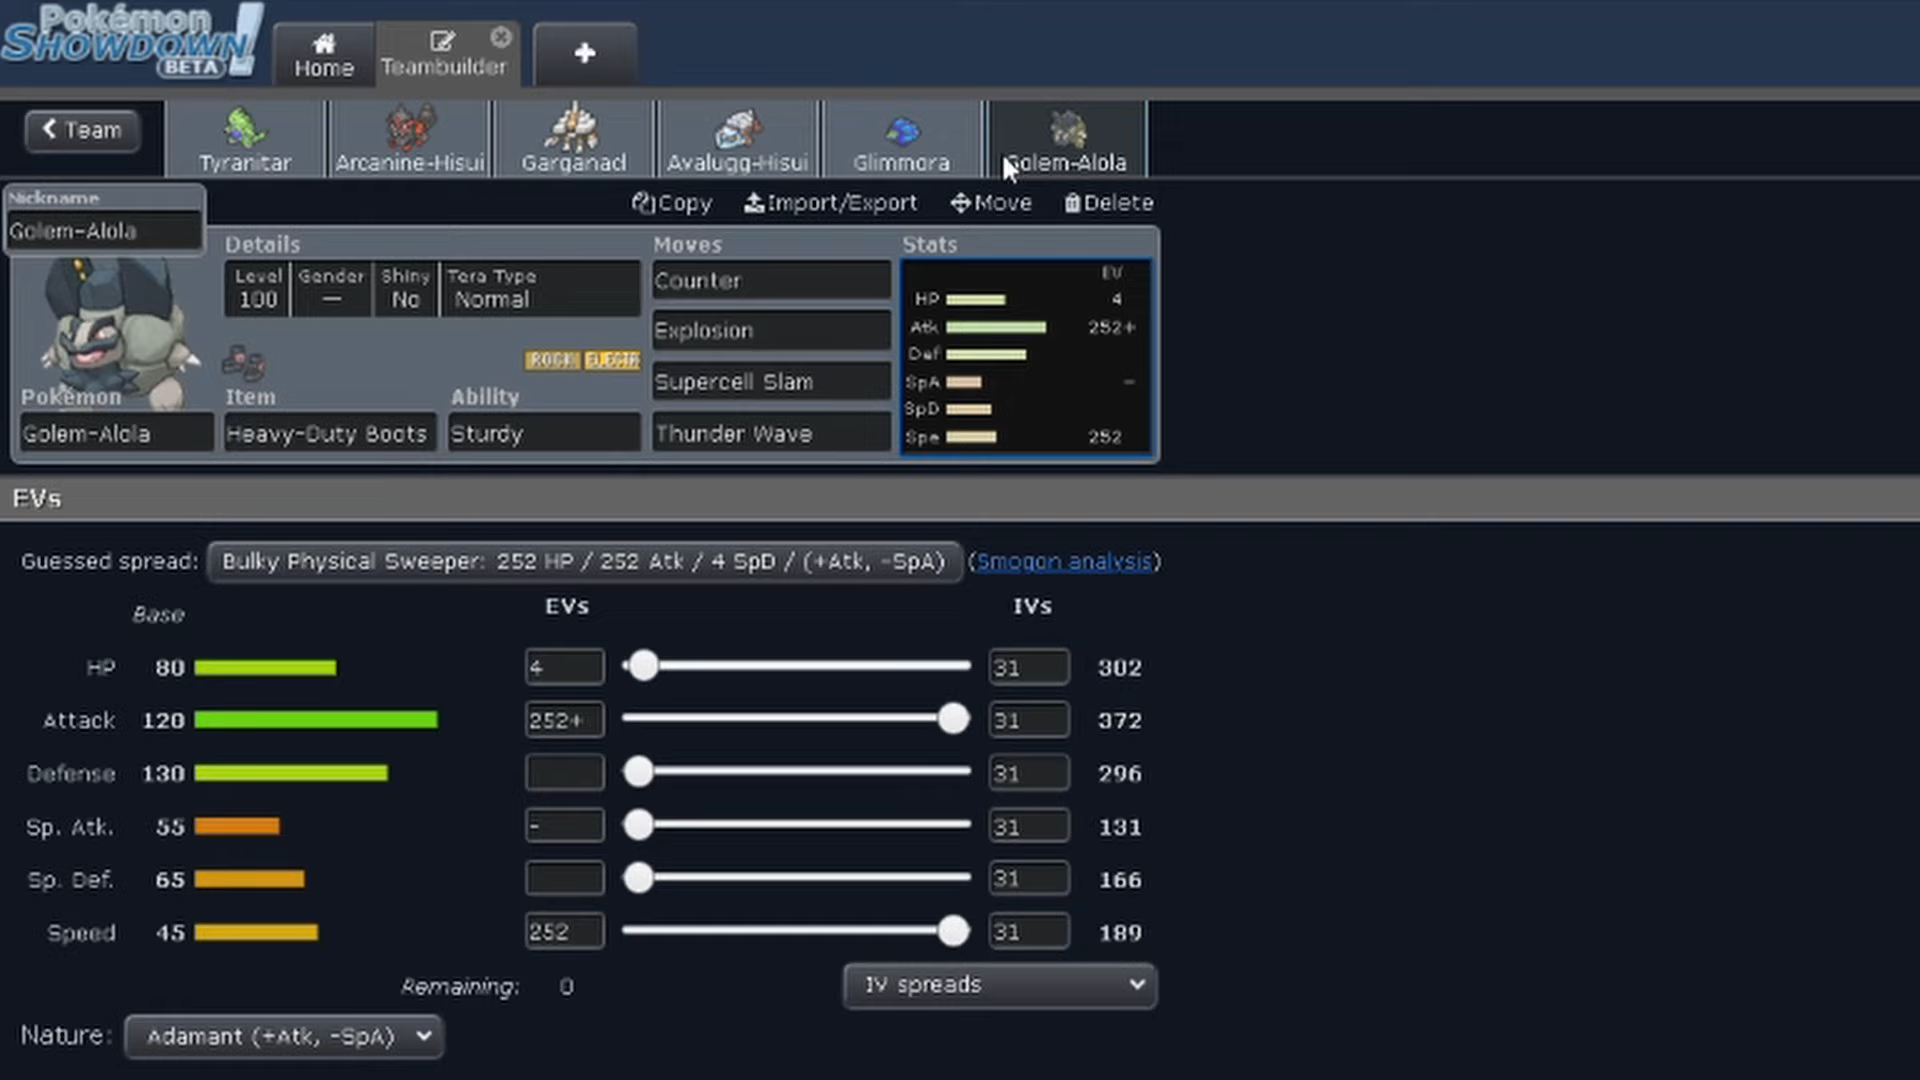 Pokémon
SHOWDOWN!
BETA
Home
Teambuilder
Team
Tyranitar
Arcanine-Hisui
Garganad
Avalugg-Hisui
Glimmora
Golem-Alola
Copy
Import/Export
Move
Delete
Nickname
Golem-Alola
Details
Level
100
Gender
—
Shiny
No
Tera Type
Normal
ROCK
ELECTR
Pokémon
Golem-Alola
Item
Heavy-Duty Boots
Ability
Sturdy
Moves
Counter
Explosion
Supercell Slam
Thunder Wave
Stats
EV
HP 4
Atk 252+
Def
SpA −
SpD
Spe 252
EVs
Guessed spread: Bulky Physical Sweeper: 252 HP / 252 Atk / 4 SpD / (+Atk, -SpA) (Smogon analysis)
Base EVs IVs
HP 80 4 31 302
Attack 120 252+ 31 372
Defense 130 31 296
Sp. Atk. 55 - 31 131
Sp. Def. 65 31 166
Speed 45 252 31 189
Remaining: 0
IV spreads
Nature: Adamant (+Atk, -SpA)